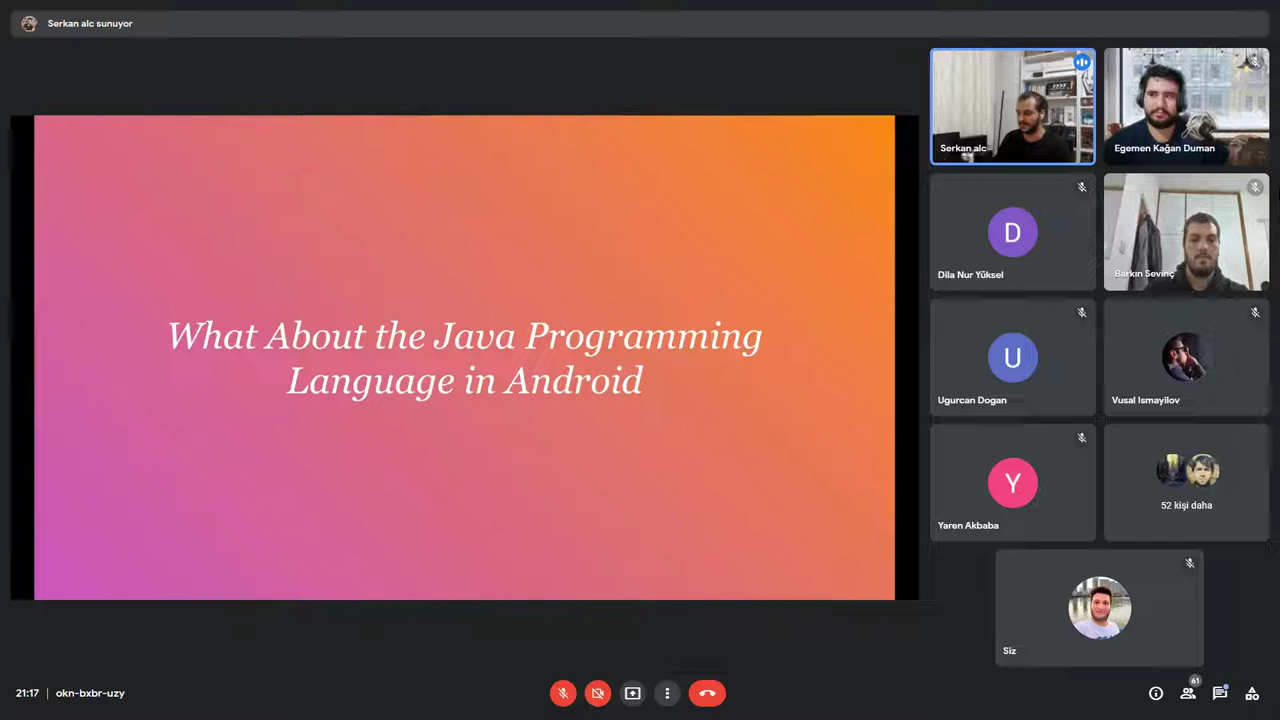 Serkan alc sunuyor
What About the Java Programming
Language in Android
Serkan alc
Egemen Kağan Duman
D
Dila Nur Yüksel
Barkın Sevinç
U
Ugurcan Dogan
Vusal Ismayilov
Y
Yaren Akbaba
52 kişi daha
Siz
21:17 | okn-bxbr-uzy
61